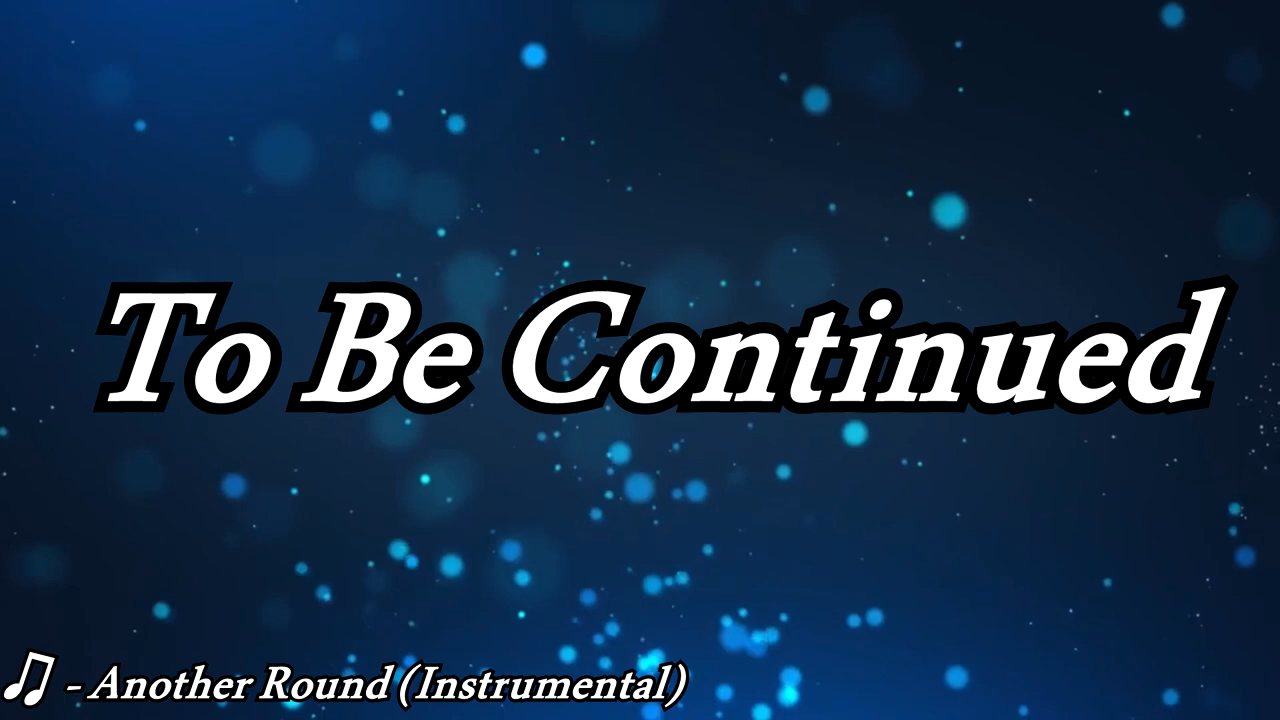 To Be Continued
♫ - Another Round (Instrumental)